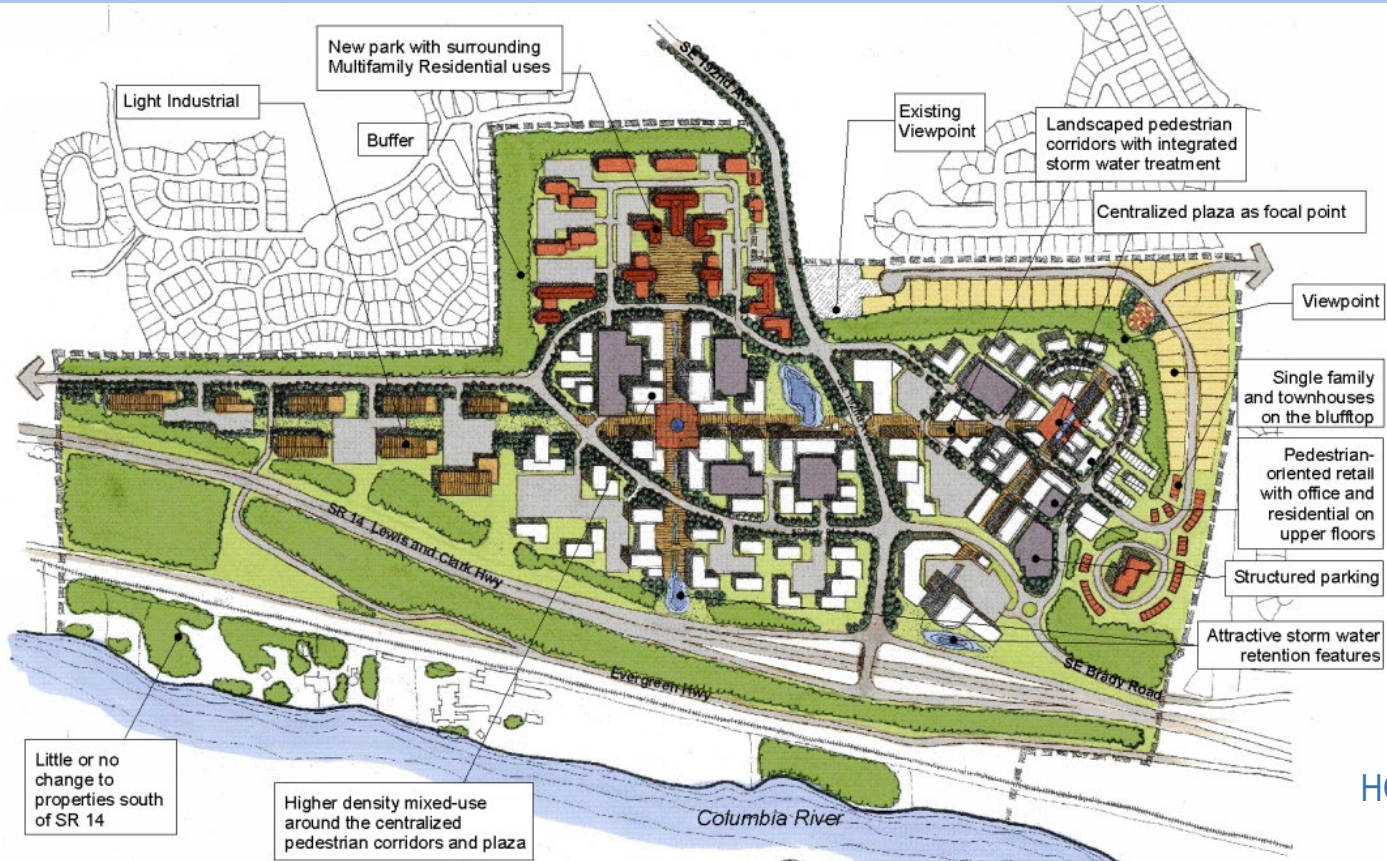 New park with surrounding
Multifamily Residential uses
SE 192nd Ave
Light Industrial
Buffer
Existing
Viewpoint
Landscaped pedestrian
corridors with integrated
storm water treatment
Centralized plaza as focal point
Viewpoint
Single family
and townhouses
on the blufftop
Pedestrian-
oriented retail
with office and
residential on
upper floors
Structured parking
Attractive storm water
retention features
SR 14 Lewis and Clark Hwy
Evergreen Hwy
SE Brady Road
Little or no
change to
properties south
of SR 14
Higher density mixed-use
around the centralized
pedestrian corridors and plaza
Columbia River